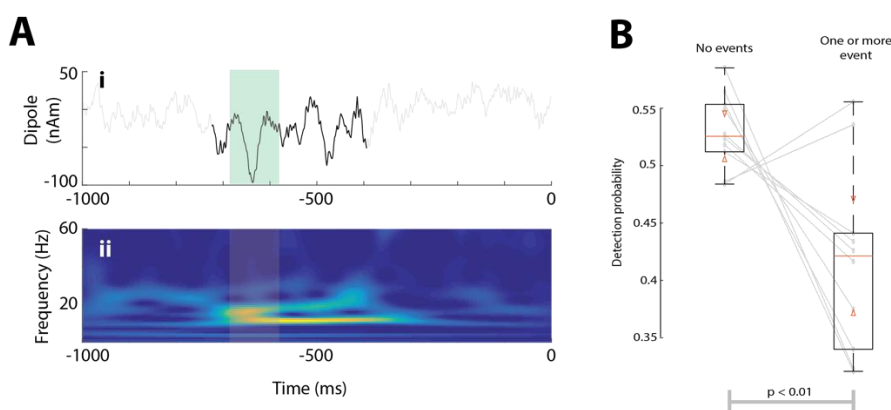 A
i
Dipole
(nAm)
50
-100
-1000
-500
0
ii
Frequency (Hz)
60
20
-1000
-500
0
Time (ms)
B
No events
One or more
event
Detection probability
0.55
0.5
0.45
0.4
0.35
p < 0.01